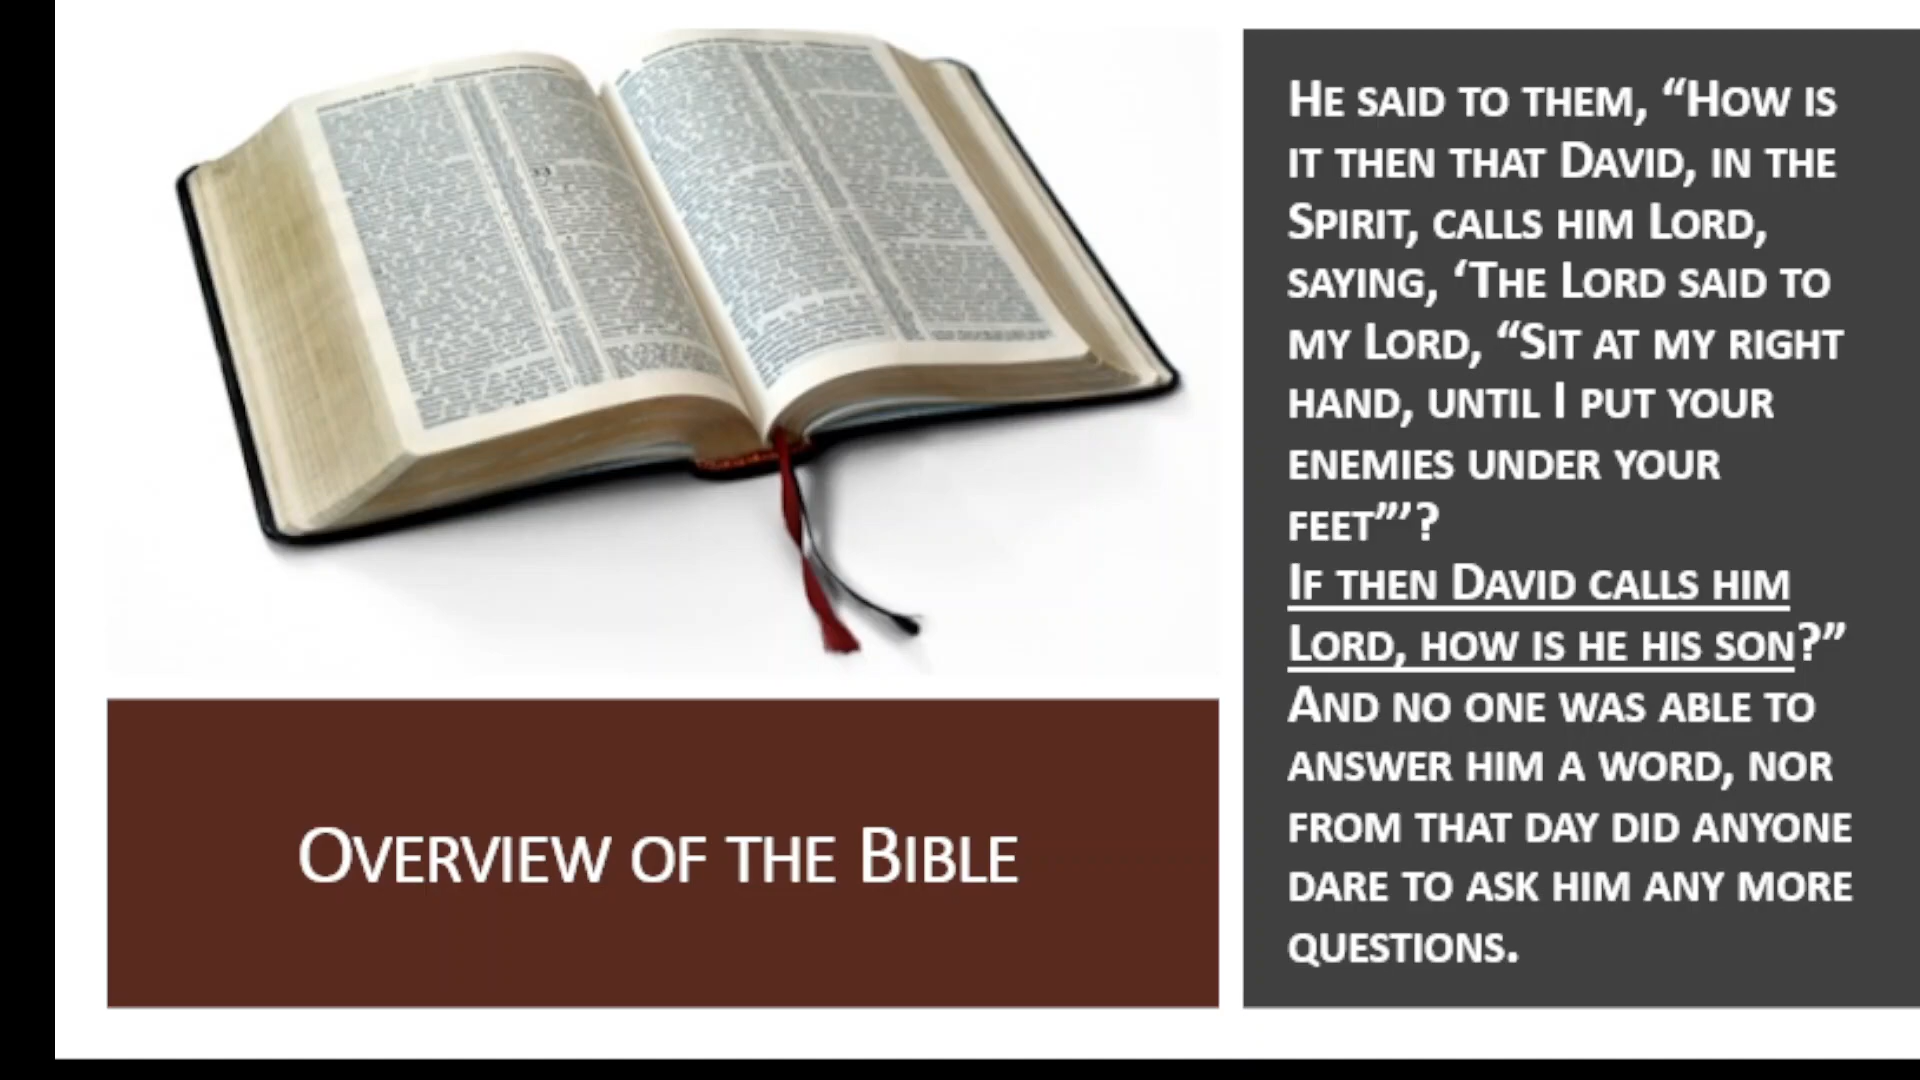 He said to them, “How is
it then that David, in the
Spirit, calls him Lord,
saying, ‘The Lord said to
my Lord, “Sit at my right
hand, until I put your
enemies under your
feet”’?
If then David calls him
Lord, how is he his son?”
And no one was able to
answer him a word, nor
from that day did anyone
dare to ask him any more
questions.
Overview of the Bible